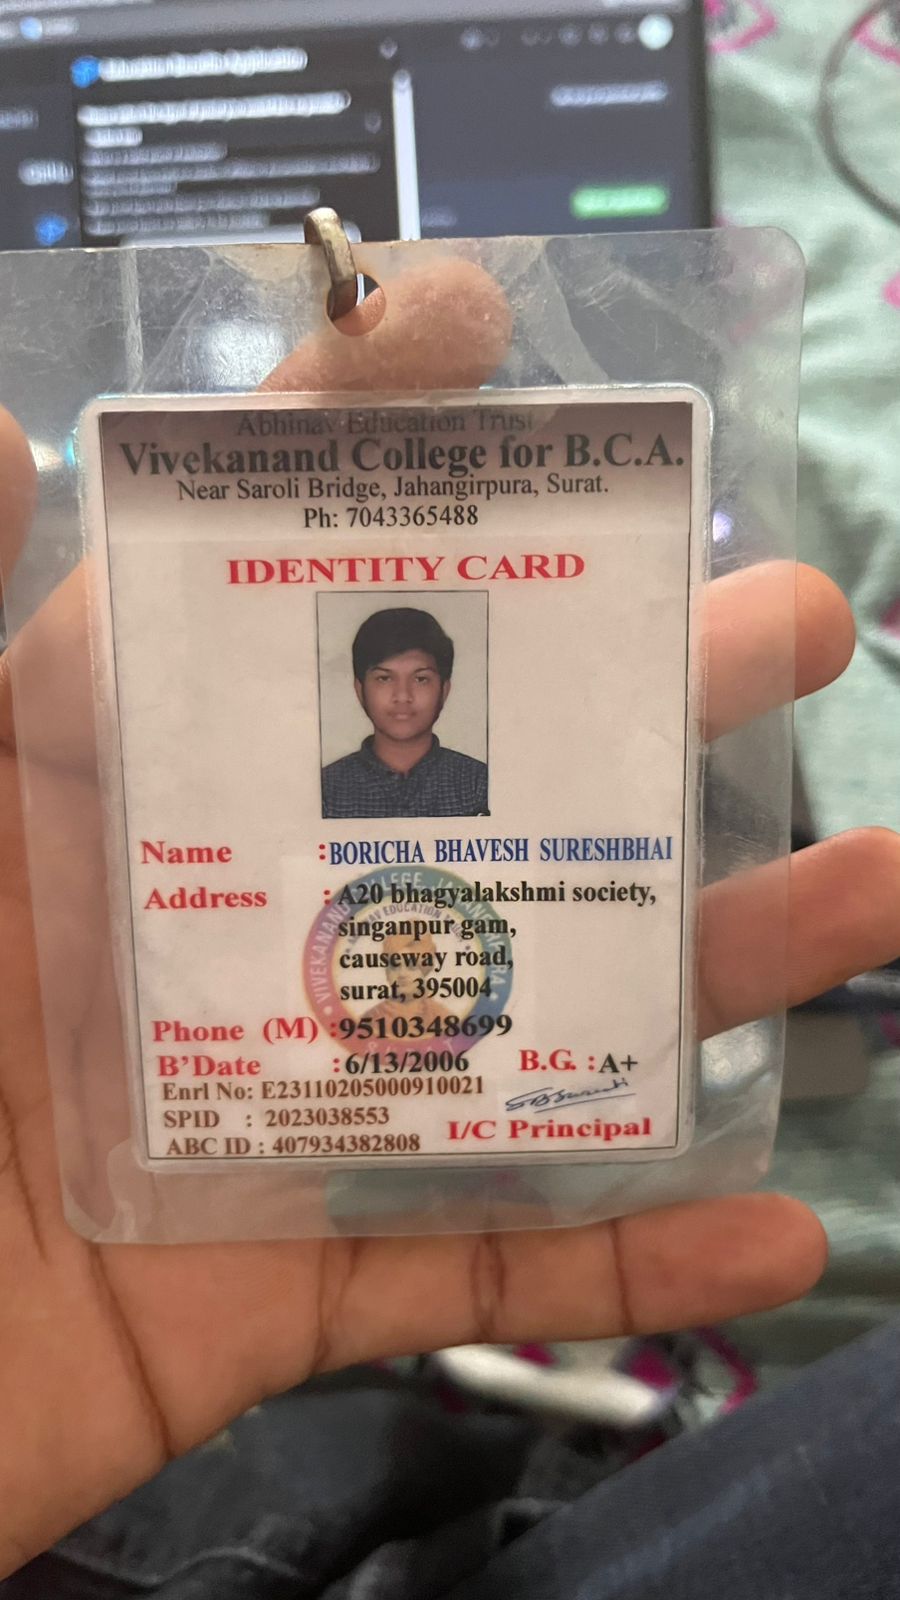 Abhinav Education Trust
Vivekanand College for B.C.A.
Near Saroli Bridge, Jahangirpura, Surat.
Ph: 7043365488
IDENTITY CARD
Name :BORICHA BHAVESH SURESHBHAI
Address : A20 bhagyalakshmi society,
singanpur gam,
causeway road,
surat, 395004
Phone (M) :9510348699
B'Date :6/13/2006 B.G. :A+
Enrl No: E23110205000910021
SPID : 2023038553
ABC ID : 407934382808
I/C Principal